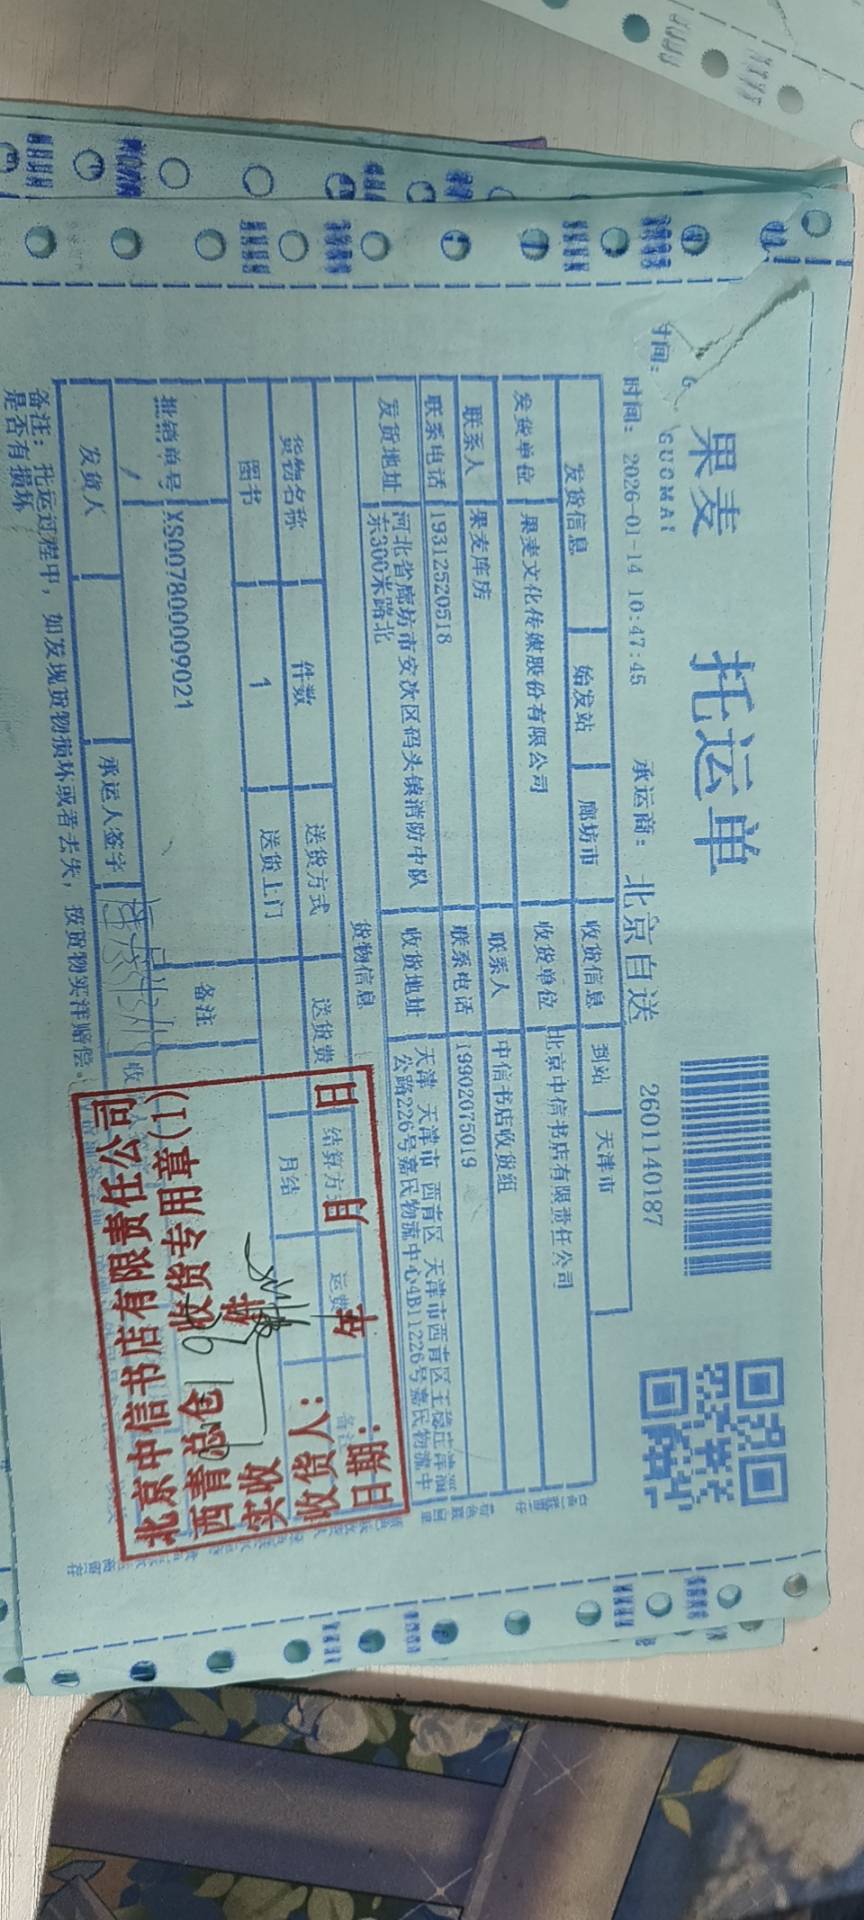 果麦 托运单
GUOMAI
2601140187
时间:
时间: 2026-01-14 10:47:45 承运商: 北京自送
发货信息 始发站 廊坊市 收货信息 到站 天津市
发货单位 果麦文化传媒股份有限公司 收货单位 北京中信书店有限责任公司
联系人 果麦库房 联系人 中信书店收货组
联系电话 19312520518 联系电话 19902075019
发货地址 河北省廊坊市安次区码头镇消防中队东300米路北 收货地址 天津 天津市 西青区 天津市西青区王稳庄津淄公路226号嘉民物流中心4B11226号嘉民物流中
货物信息
货物名称 件数 送货方式 送货费 结算方 运费 备注
图书 1 送货上门 月结
批销单号 XS007800009021 备注
发货人 承运人签字 收
备注: 托运过程中, 如发现货物损坏或者丢失, 按货物实洋赔偿。
是否有损坏
北京中信书店有限责任公司
西青总仓 收货专用章(1)
实收 件
收货人:
日期: 年 月 日